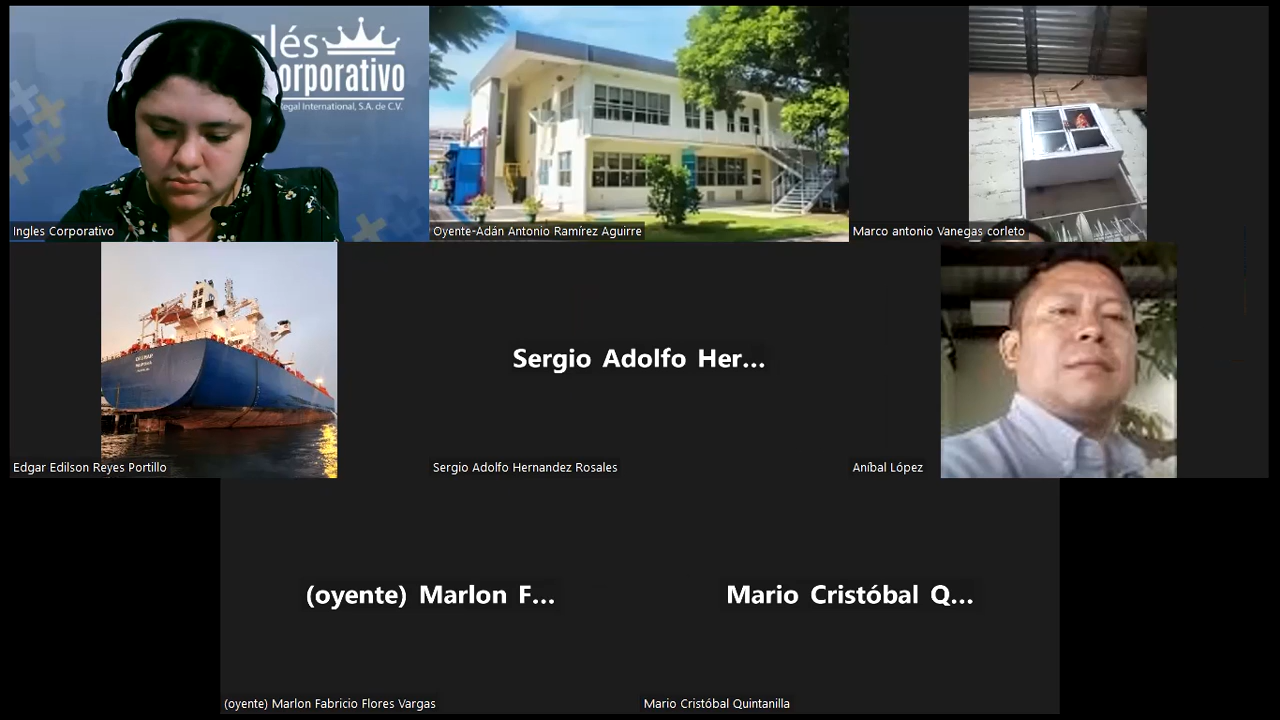 glés
orporativo
legal International, S.A. de C.V.
Ingles Corporativo
Oyente-Adán Antonio Ramírez Aguirre
Marco antonio Vanegas corleto
Edgar Edilson Reyes Portillo
Sergio Adolfo Her...
Sergio Adolfo Hernandez Rosales
Aníbal López
(oyente) Marlon F...
(oyente) Marlon Fabricio Flores Vargas
Mario Cristóbal Q...
Mario Cristóbal Quintanilla